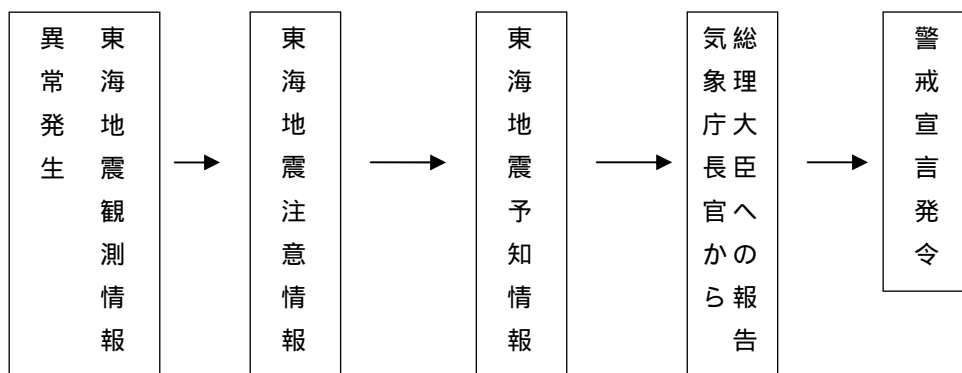 異常発生
東海地震観測情報
東海地震注意情報
東海地震予知情報
気象庁長官から
総理大臣への報告
警戒宣言発令